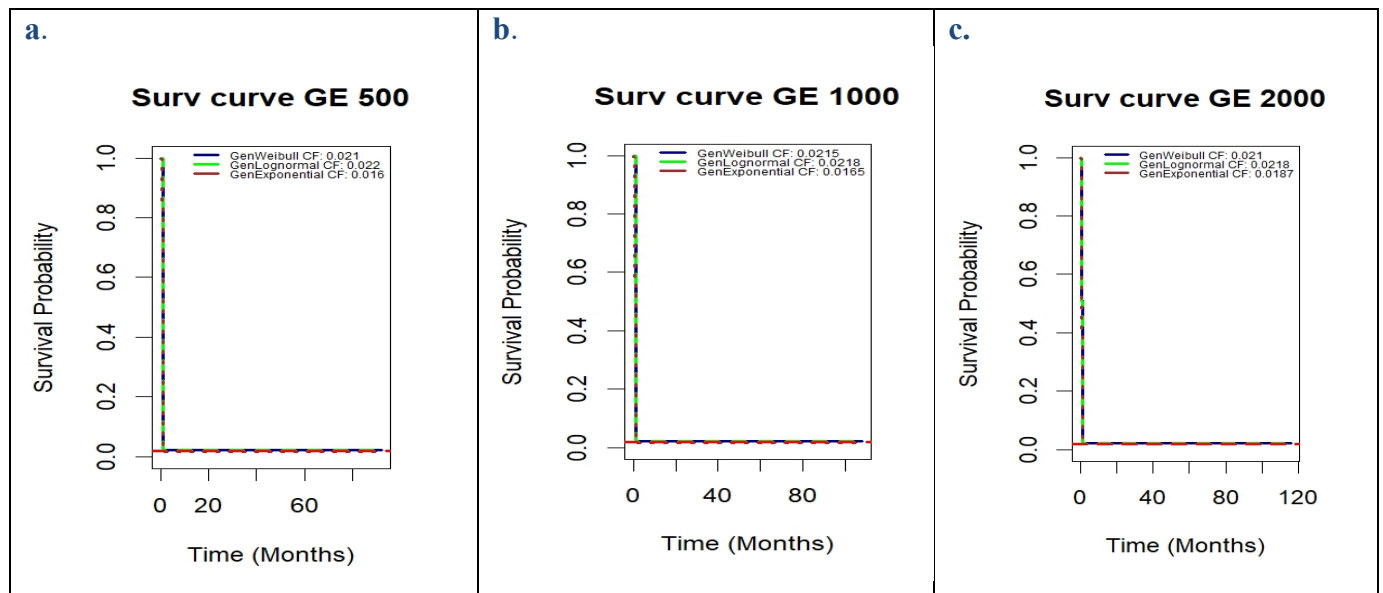 a.
Surv curve GE 500
GenWeibull CF: 0.021
GenLognormal CF: 0.022
GenExponential CF: 0.016
Survival Probability
1.0
0.8
0.6
0.4
0.2
0.0
0 20 60
Time (Months)
b.
Surv curve GE 1000
GenWeibull CF: 0.0215
GenLognormal CF: 0.0218
GenExponential CF: 0.0165
Survival Probability
1.0
0.8
0.6
0.4
0.2
0.0
0 40 80
Time (Months)
c.
Surv curve GE 2000
GenWeibull CF: 0.021
GenLognormal CF: 0.0218
GenExponential CF: 0.0187
Survival Probability
1.0
0.8
0.6
0.4
0.2
0.0
0 40 80 120
Time (Months)